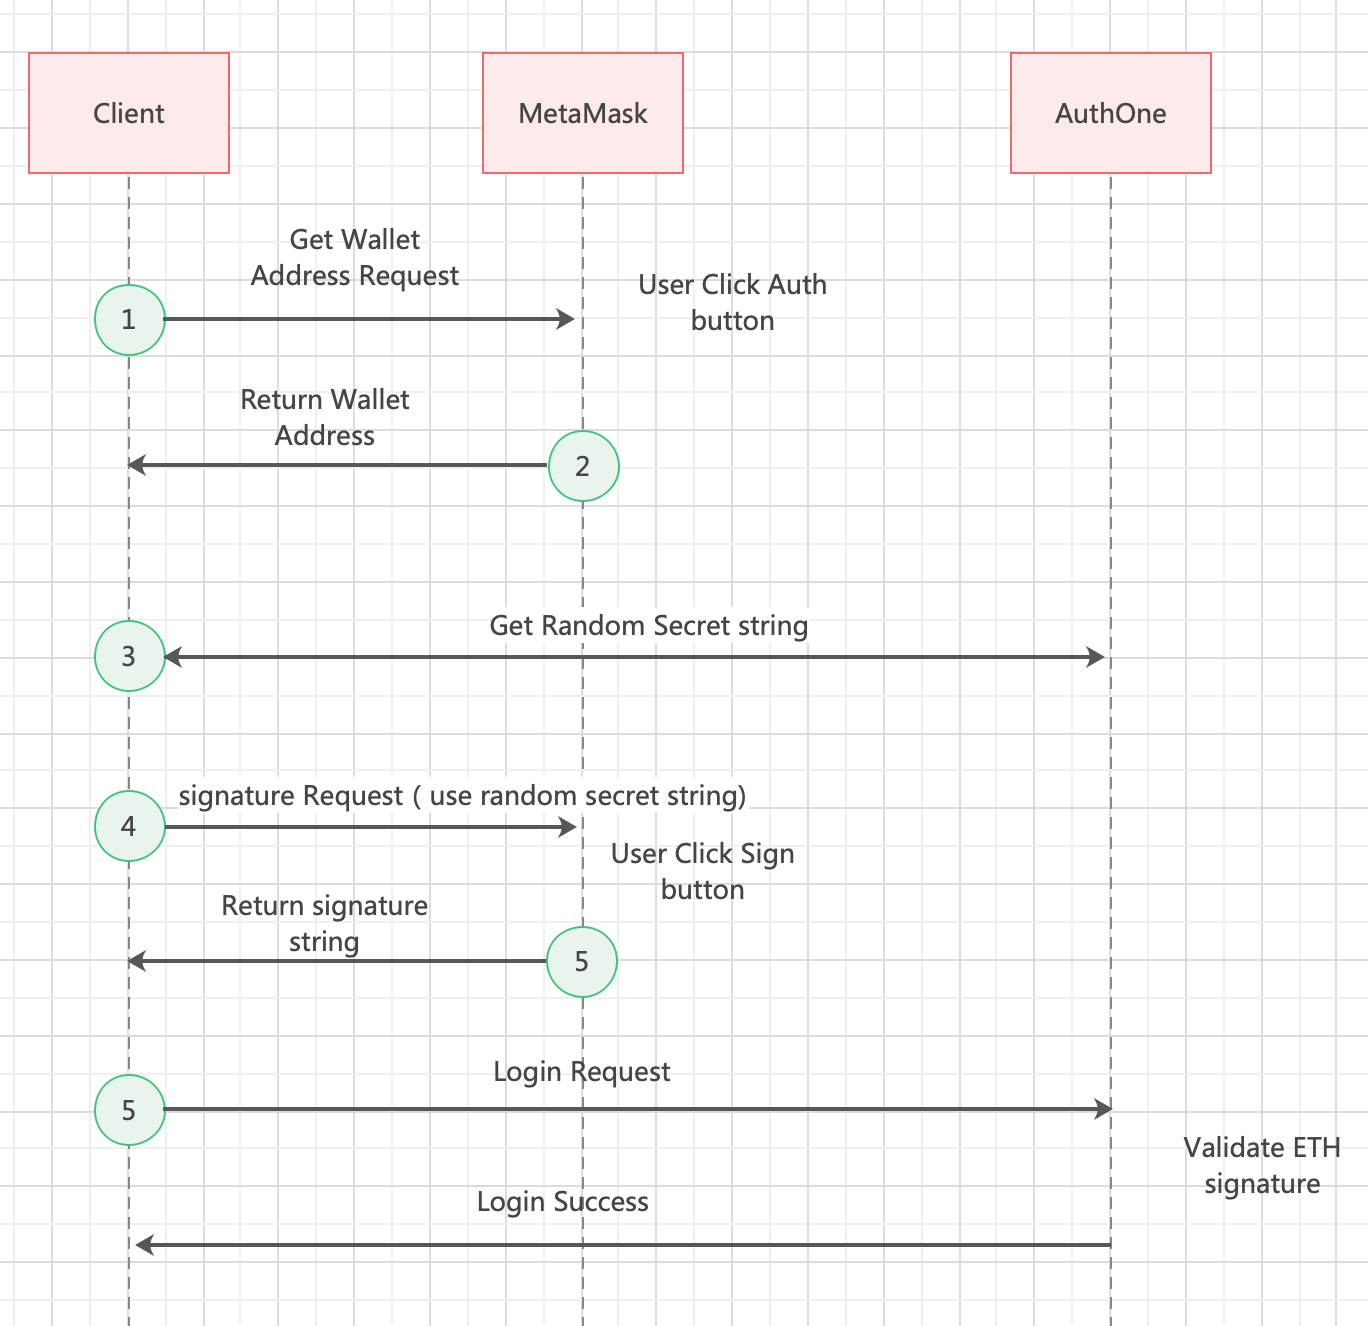 Client
MetaMask
AuthOne
Get Wallet
Address Request
User Click Auth
button
1
Return Wallet
Address
2
Get Random Secret string
3
signature Request ( use random secret string)
4
User Click Sign
button
Return signature
string
5
Login Request
5
Validate ETH
signature
Login Success